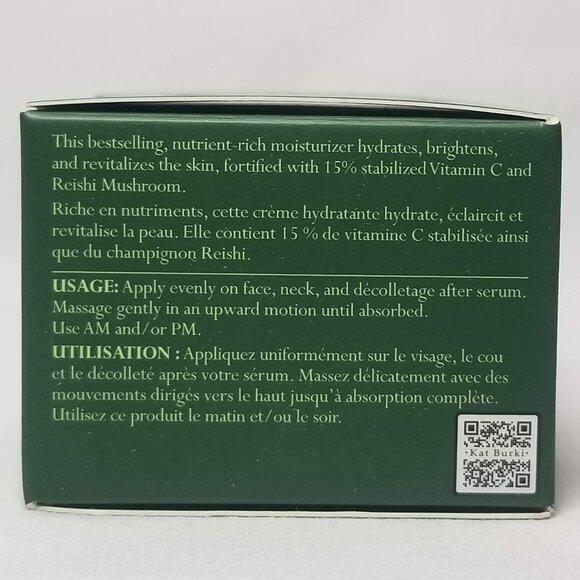 This bestselling, nutrient-rich moisturizer hydrates, brightens,
and revitalizes the skin, fortified with 15% stabilized Vitamin C and
Reishi Mushroom.
Riche en nutriments, cette crème hydratante hydrate, éclaircit et
revitalise la peau. Elle contient 15 % de vitamine C stabilisée ainsi
que du champignon Reishi.
USAGE: Apply evenly on face, neck, and décolletage after serum.
Massage gently in an upward motion until absorbed.
Use AM and/or PM.
UTILISATION : Appliquez uniformément sur le visage, le cou
et le décolleté après votre sérum. Massez délicatement avec des
mouvements dirigés vers le haut jusqu'à absorption complète.
Utilisez ce produit le matin et/ou le soir.
·Kat Burki·